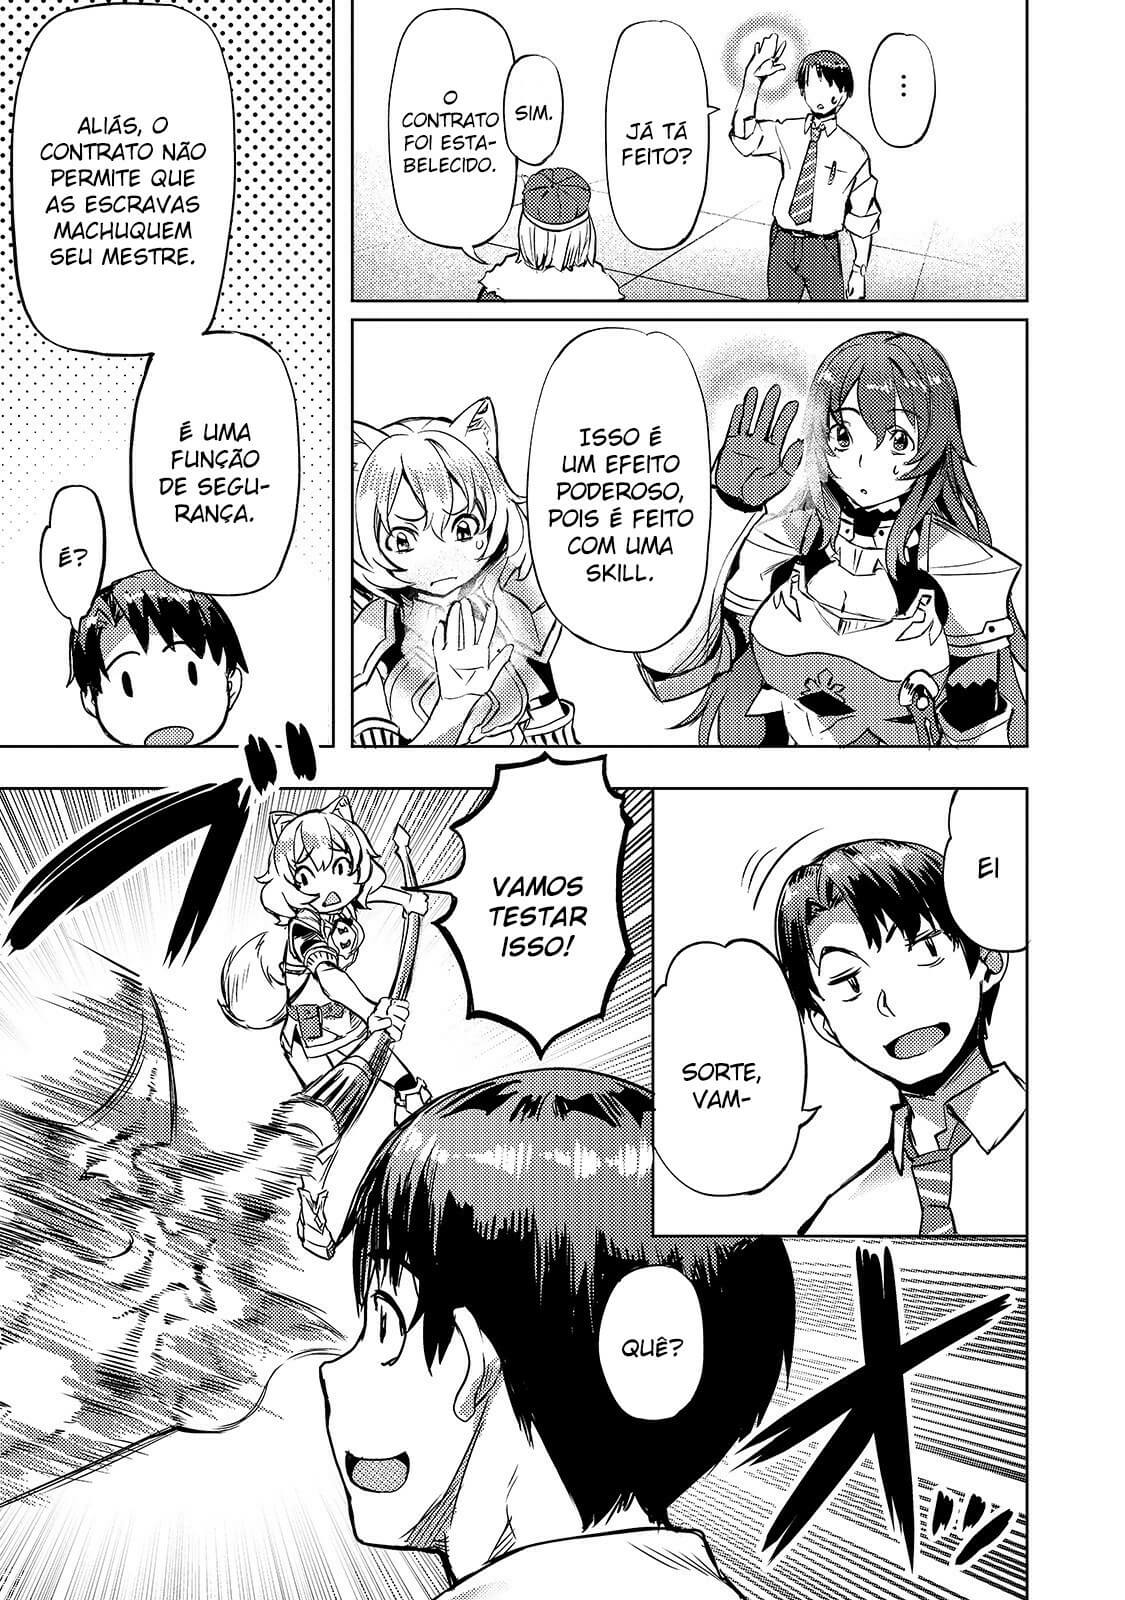 ...
JÁ TÁ
FEITO?
SIM.
O
CONTRATO
FOI ESTA-
BELECIDO.
ISSO É
UM EFEITO
PODEROSO,
POIS É FEITO
COM UMA
SKILL.
ALIÁS, O
CONTRATO NÃO
PERMITE QUE
AS ESCRAVAS
MACHUQUEM
SEU MESTRE.
É UMA
FUNÇÃO
DE SEGU-
RANÇA.
É?
EI
SORTE,
VAM-
VAMOS
TESTAR
ISSO!
QUÊ?